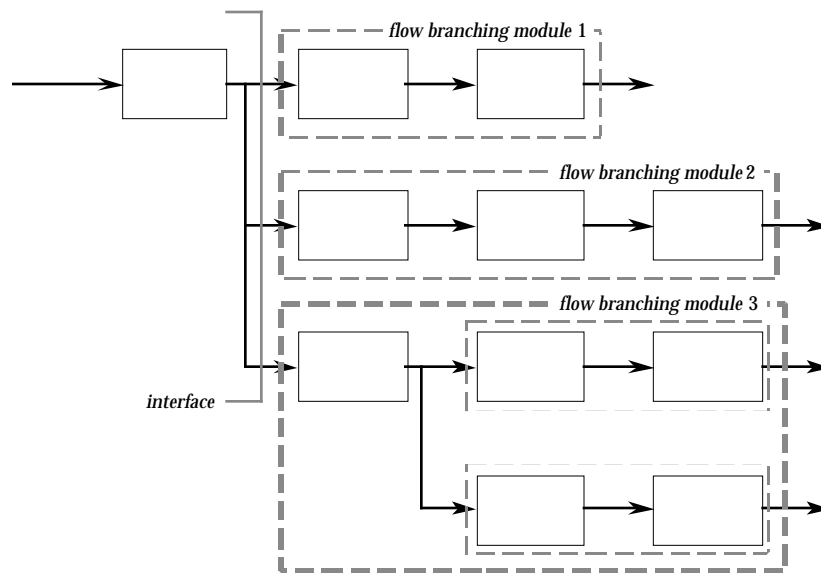 flow branching module 1
flow branching module 2
flow branching module 3
interface